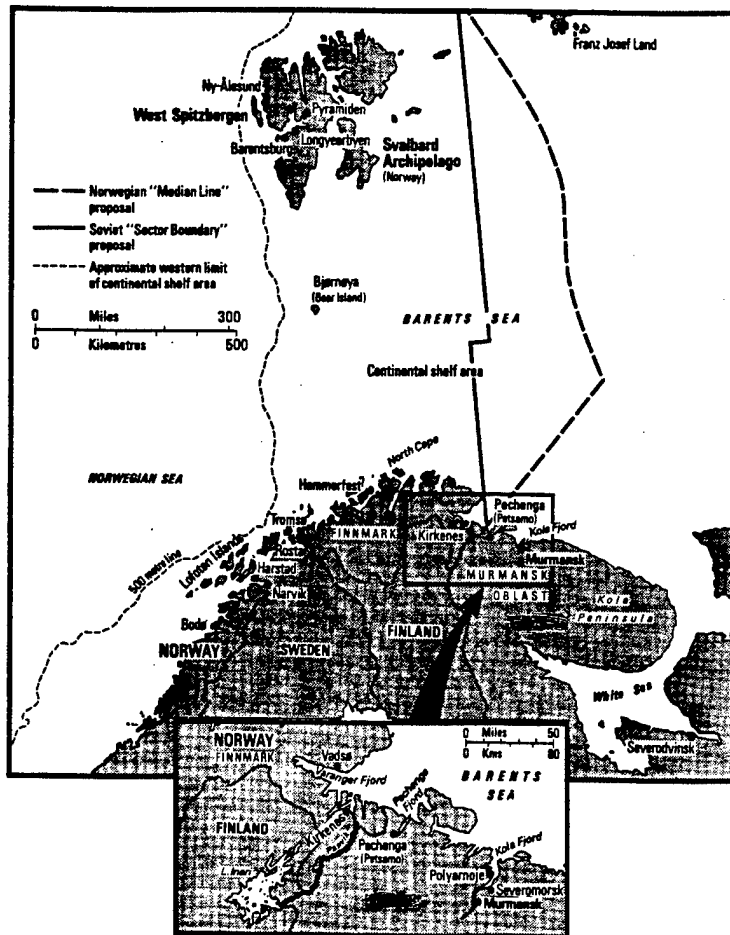 Franz Josef Land
Ny-Ålesund
Pyramiden
West Spitzbergen
Longyearbyen
Barentsburg
Svalbard
Archipelago
(Norway)
Norwegian "Median Line"
proposal
Soviet "Sector Boundary"
proposal
Approximate western limit
of continental shelf area
0 Miles 300
0 Kilometres 500
Bjørnøya
(Bear Island)
BARENTS SEA
Continental shelf area
NORWEGIAN SEA
North Cape
Hammerfest
Pechenga
(Petsamo)
Kola Fjord
Tromsø
FINNMARK
Kirkenes
Murmansk
500 metre line
Lofoten Islands
Kosta
Harstad
MURMANSK
OBLAST
Kola
Peninsula
Narvik
Bodø
FINLAND
NORWAY
SWEDEN
White Sea
Severodvinsk
NORWAY
FINNMARK
Vadsø
Varanger Fjord
0 Miles 50
0 Kms 80
BARENTS
SEA
Pechenga
Fjord
FINLAND
Kirkenes
Pasvik
Pechenga
(Petsamo)
Kola Fjord
L. Inari
Polyarnoje
Severomorsk
Murmansk